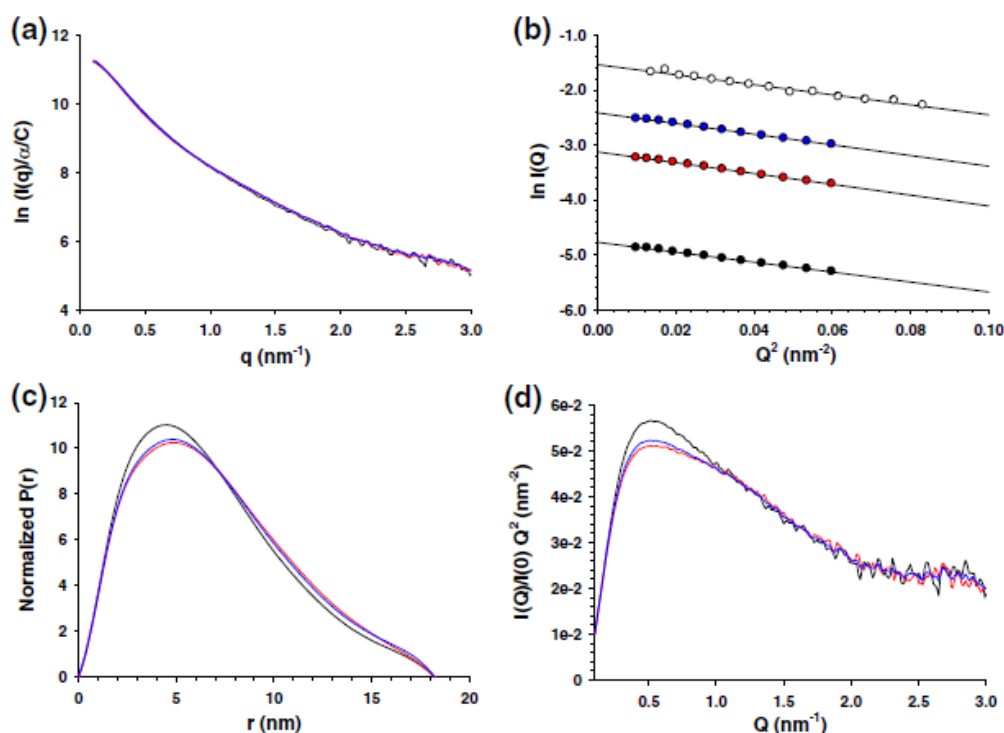 (a)
12
10
8
6
4
0.0 0.5 1.0 1.5 2.0 2.5 3.0
ln (I(q)/α/C)
q (nm⁻¹)
(b)
-1.0
-2.0
-3.0
-4.0
-5.0
-6.0
0.00 0.02 0.04 0.06 0.08 0.10
ln I(Q)
Q² (nm⁻²)
(c)
12
10
8
6
4
2
0
0 5 10 15 20
Normalized P(r)
r (nm)
(d)
6e-2
5e-2
4e-2
3e-2
2e-2
1e-2
0
0.5 1.0 1.5 2.0 2.5 3.0
I(Q)/I(0) Q² (nm⁻²)
Q (nm⁻¹)